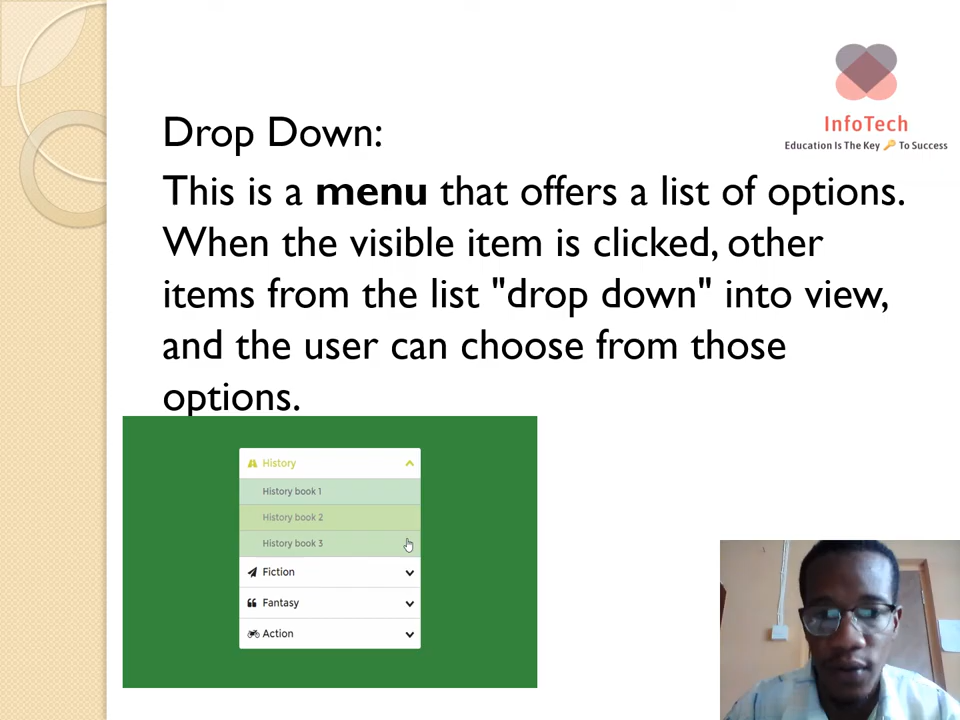 InfoTech
Education Is The Key 🔑 To Success
Drop Down:
This is a menu that offers a list of options.
When the visible item is clicked, other
items from the list "drop down" into view,
and the user can choose from those
options.
History
History book 1
History book 2
History book 3
Fiction
Fantasy
Action